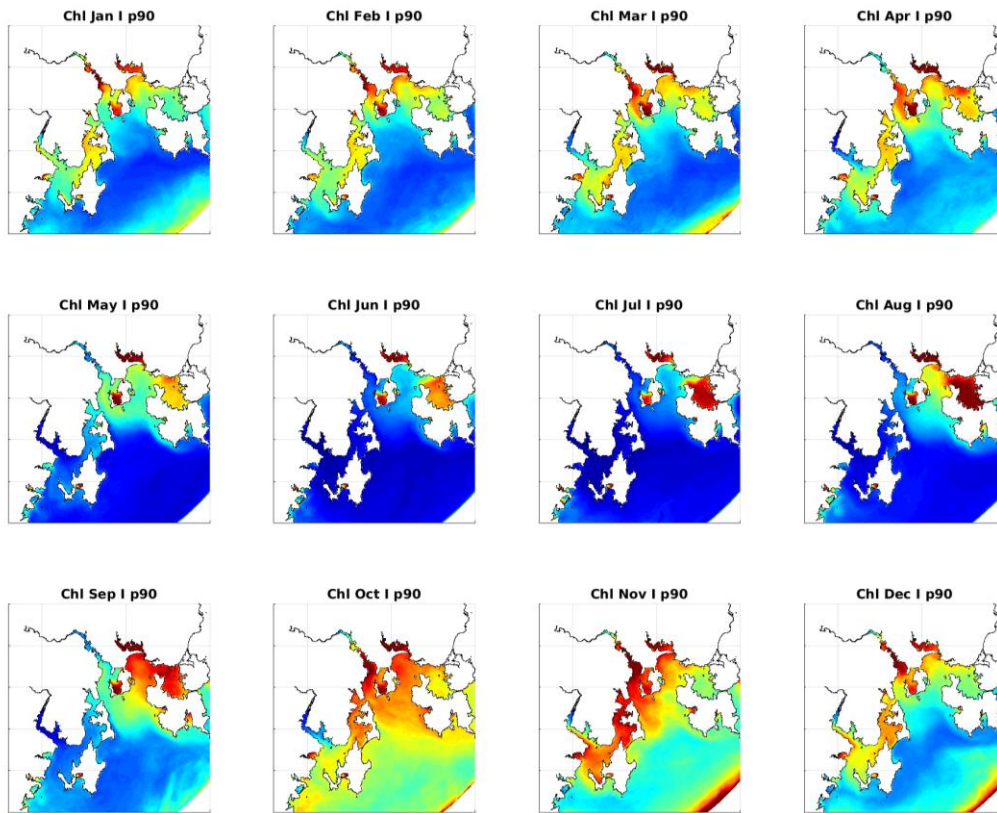 Chl Jan I p90
Chl Feb I p90
Chl Mar I p90
Chl Apr I p90
Chl May I p90
Chl Jun I p90
Chl Jul I p90
Chl Aug I p90
Chl Sep I p90
Chl Oct I p90
Chl Nov I p90
Chl Dec I p90